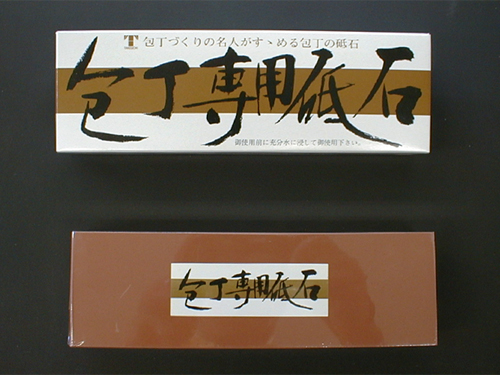 T 包丁づくりの名人がすゝめる包丁の砥石
包丁専用砥石
御使用前に充分水に浸して御使用下さい。
包丁専用砥石